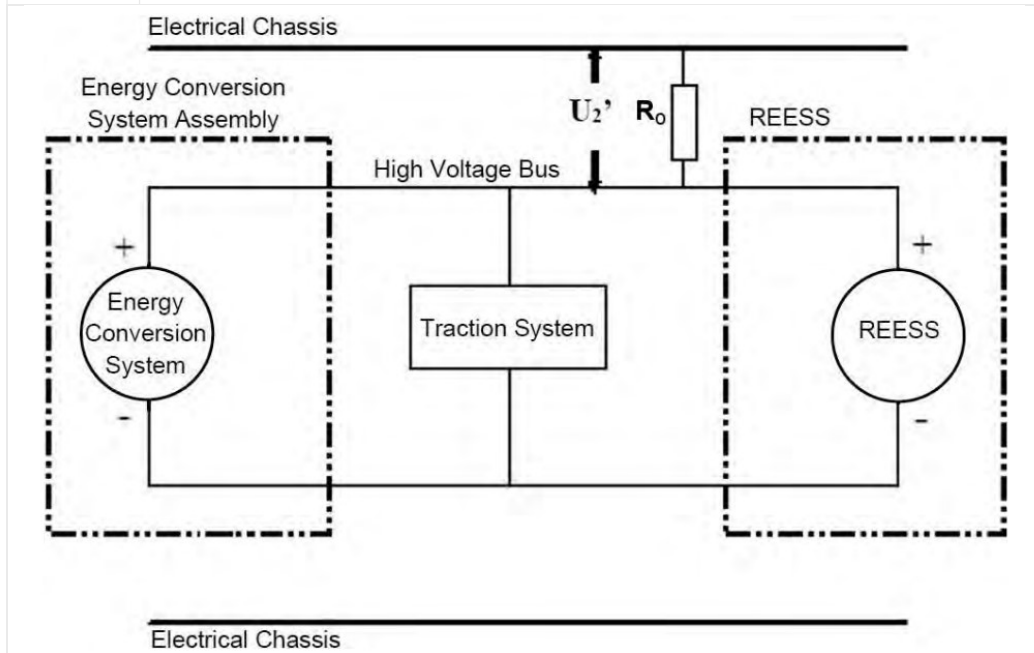 Electrical Chassis
Energy Conversion
System Assembly
U₂’
Rₒ
REESS
High Voltage Bus
+
+
Energy
Conversion
System
Traction System
REESS
-
-
Electrical Chassis